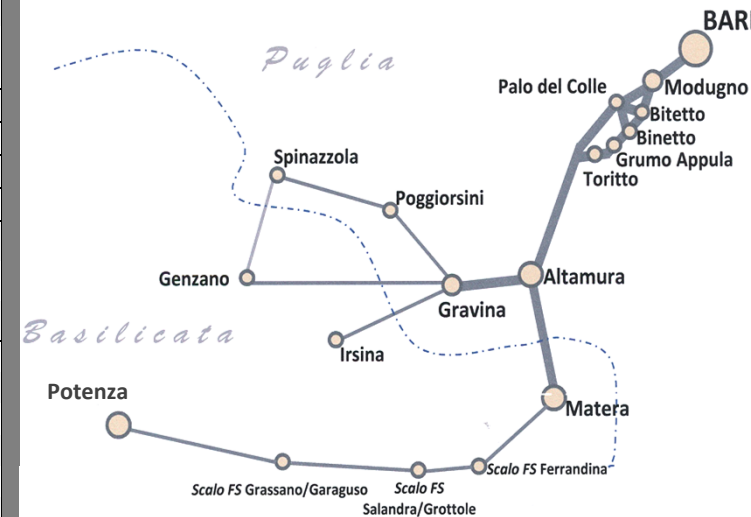 BARI
Puglia
Palo del Colle
Modugno
Bitetto
Binetto
Grumo Appula
Toritto
Spinazzola
Poggiorsini
Genzano
Altamura
Gravina
Basilicata
Irsina
Potenza
Matera
Scalo FS Ferrandina
Scalo FS Grassano/Garaguso
Scalo FS
Salandra/Grottole